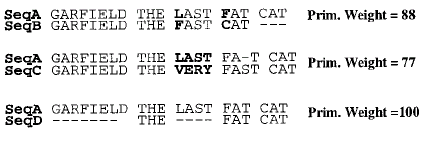 SeqA GARFIELD THE LAST FAT CAT Prim. Weight = 88
SeqB GARFIELD THE FAST CAT ---
SeqA GARFIELD THE LAST FA-T CAT Prim. Weight = 77
SeqC GARFIELD THE VERY FAST CAT
SeqA GARFIELD THE LAST FAT CAT Prim. Weight =100
SeqD -------- THE ---- FAT CAT